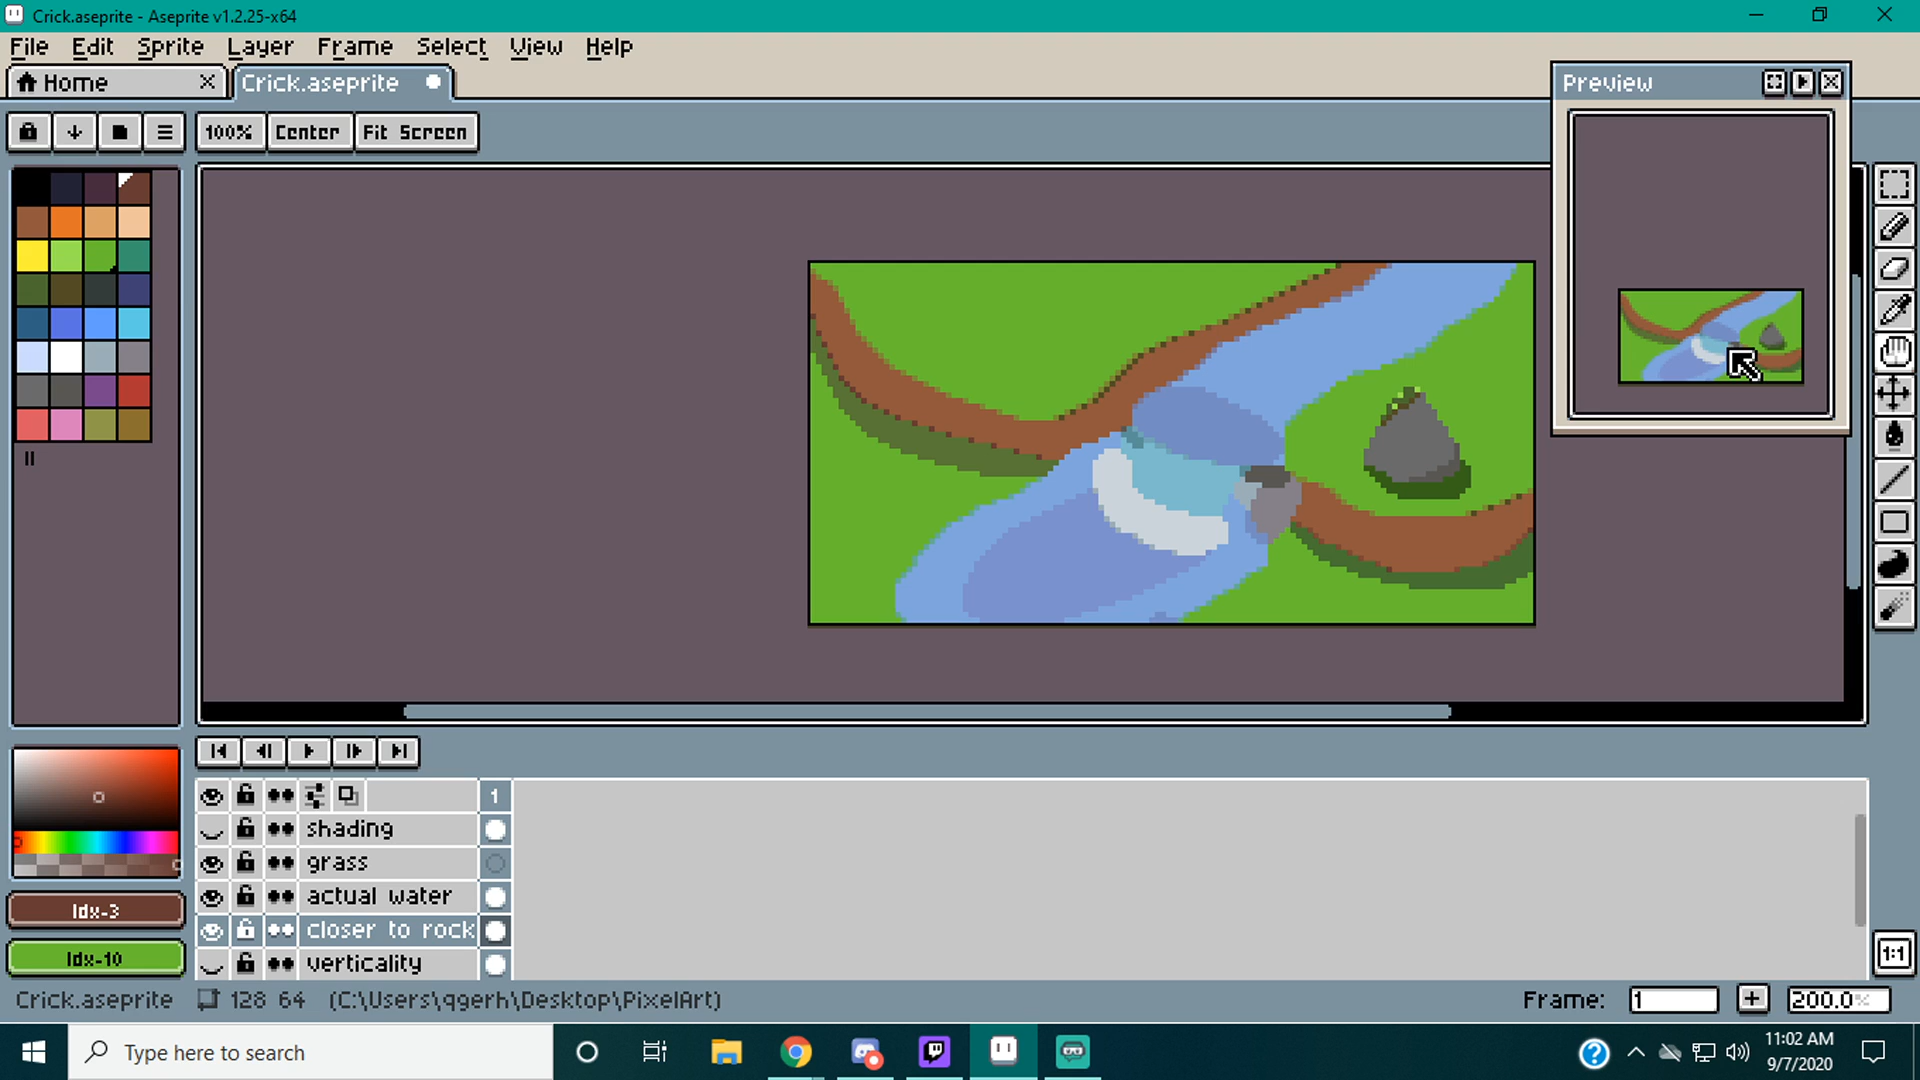 Crick.aseprite - Aseprite v1.2.25-x64
File Edit Sprite Layer Frame Select View Help
Home Crick.aseprite
Preview
100% Center Fit Screen
1
shading
grass
actual water
closer to rock
verticality
Idx-3
Idx-10
1:1
Crick.aseprite 128 64 (C:\Users\qgerh\Desktop\PixelArt)
Frame: 1 + 200.0%
Type here to search
11:02 AM
9/7/2020